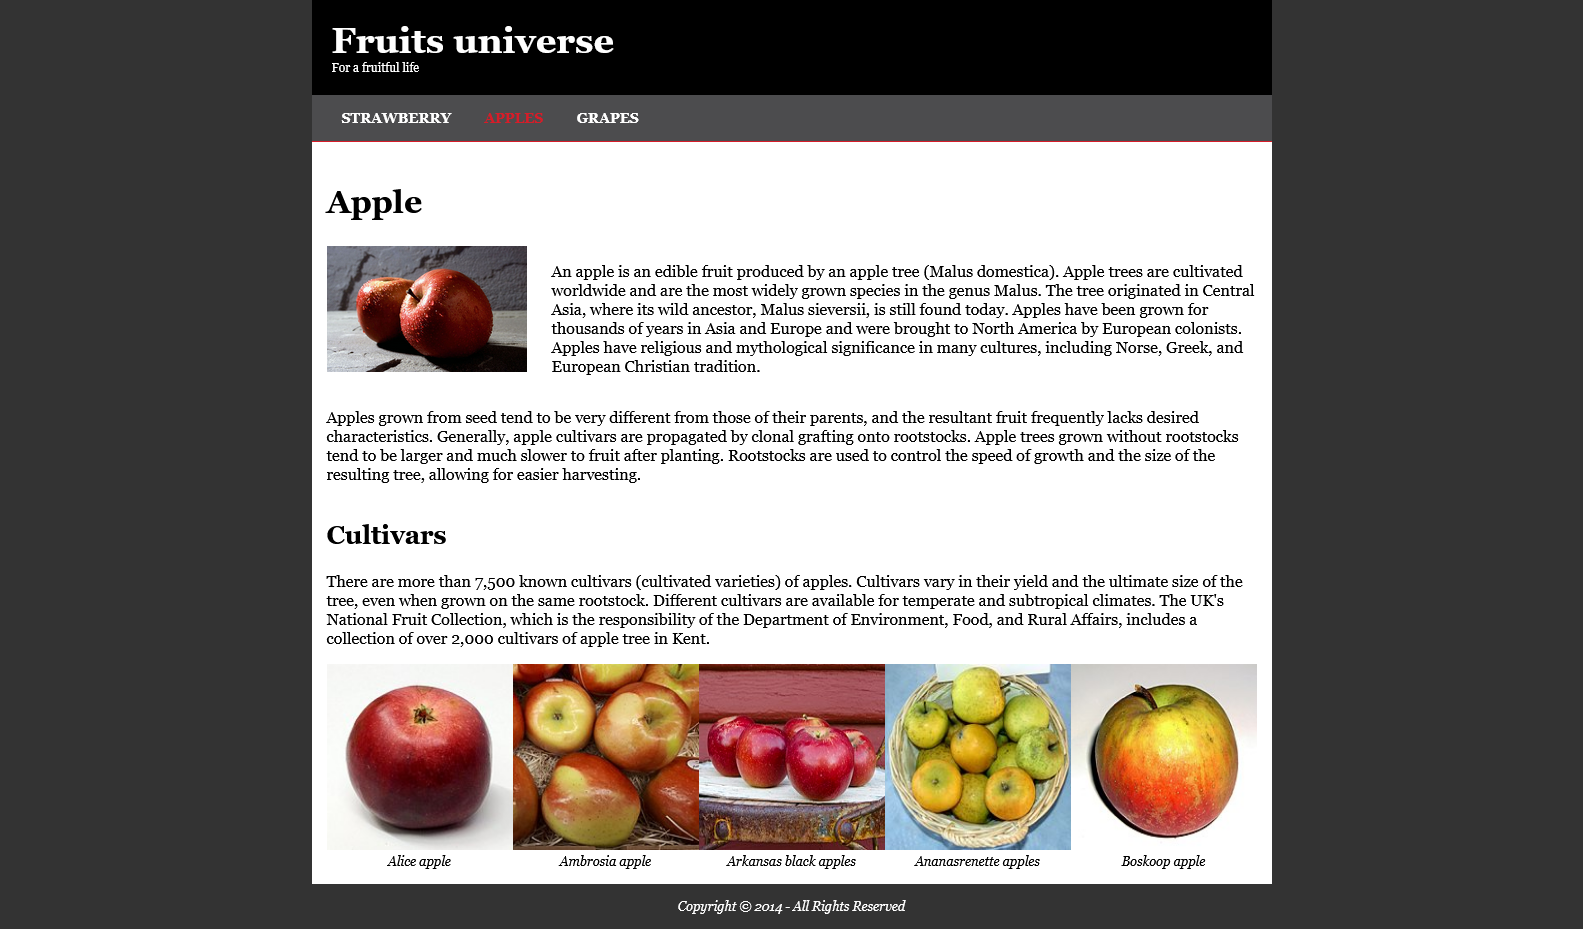 Fruits universe
For a fruitful life
STRAWBERRY APPLES GRAPES
Apple
An apple is an edible fruit produced by an apple tree (Malus domestica). Apple trees are cultivated
worldwide and are the most widely grown species in the genus Malus. The tree originated in Central
Asia, where its wild ancestor, Malus sieversii, is still found today. Apples have been grown for
thousands of years in Asia and Europe and were brought to North America by European colonists.
Apples have religious and mythological significance in many cultures, including Norse, Greek, and
European Christian tradition.
Apples grown from seed tend to be very different from those of their parents, and the resultant fruit frequently lacks desired
characteristics. Generally, apple cultivars are propagated by clonal grafting onto rootstocks. Apple trees grown without rootstocks
tend to be larger and much slower to fruit after planting. Rootstocks are used to control the speed of growth and the size of the
resulting tree, allowing for easier harvesting.
Cultivars
There are more than 7,500 known cultivars (cultivated varieties) of apples. Cultivars vary in their yield and the ultimate size of the
tree, even when grown on the same rootstock. Different cultivars are available for temperate and subtropical climates. The UK's
National Fruit Collection, which is the responsibility of the Department of Environment, Food, and Rural Affairs, includes a
collection of over 2,000 cultivars of apple tree in Kent.
Alice apple Ambrosia apple Arkansas black apples Ananasrenette apples Boskoop apple
Copyright © 2014 - All Rights Reserved